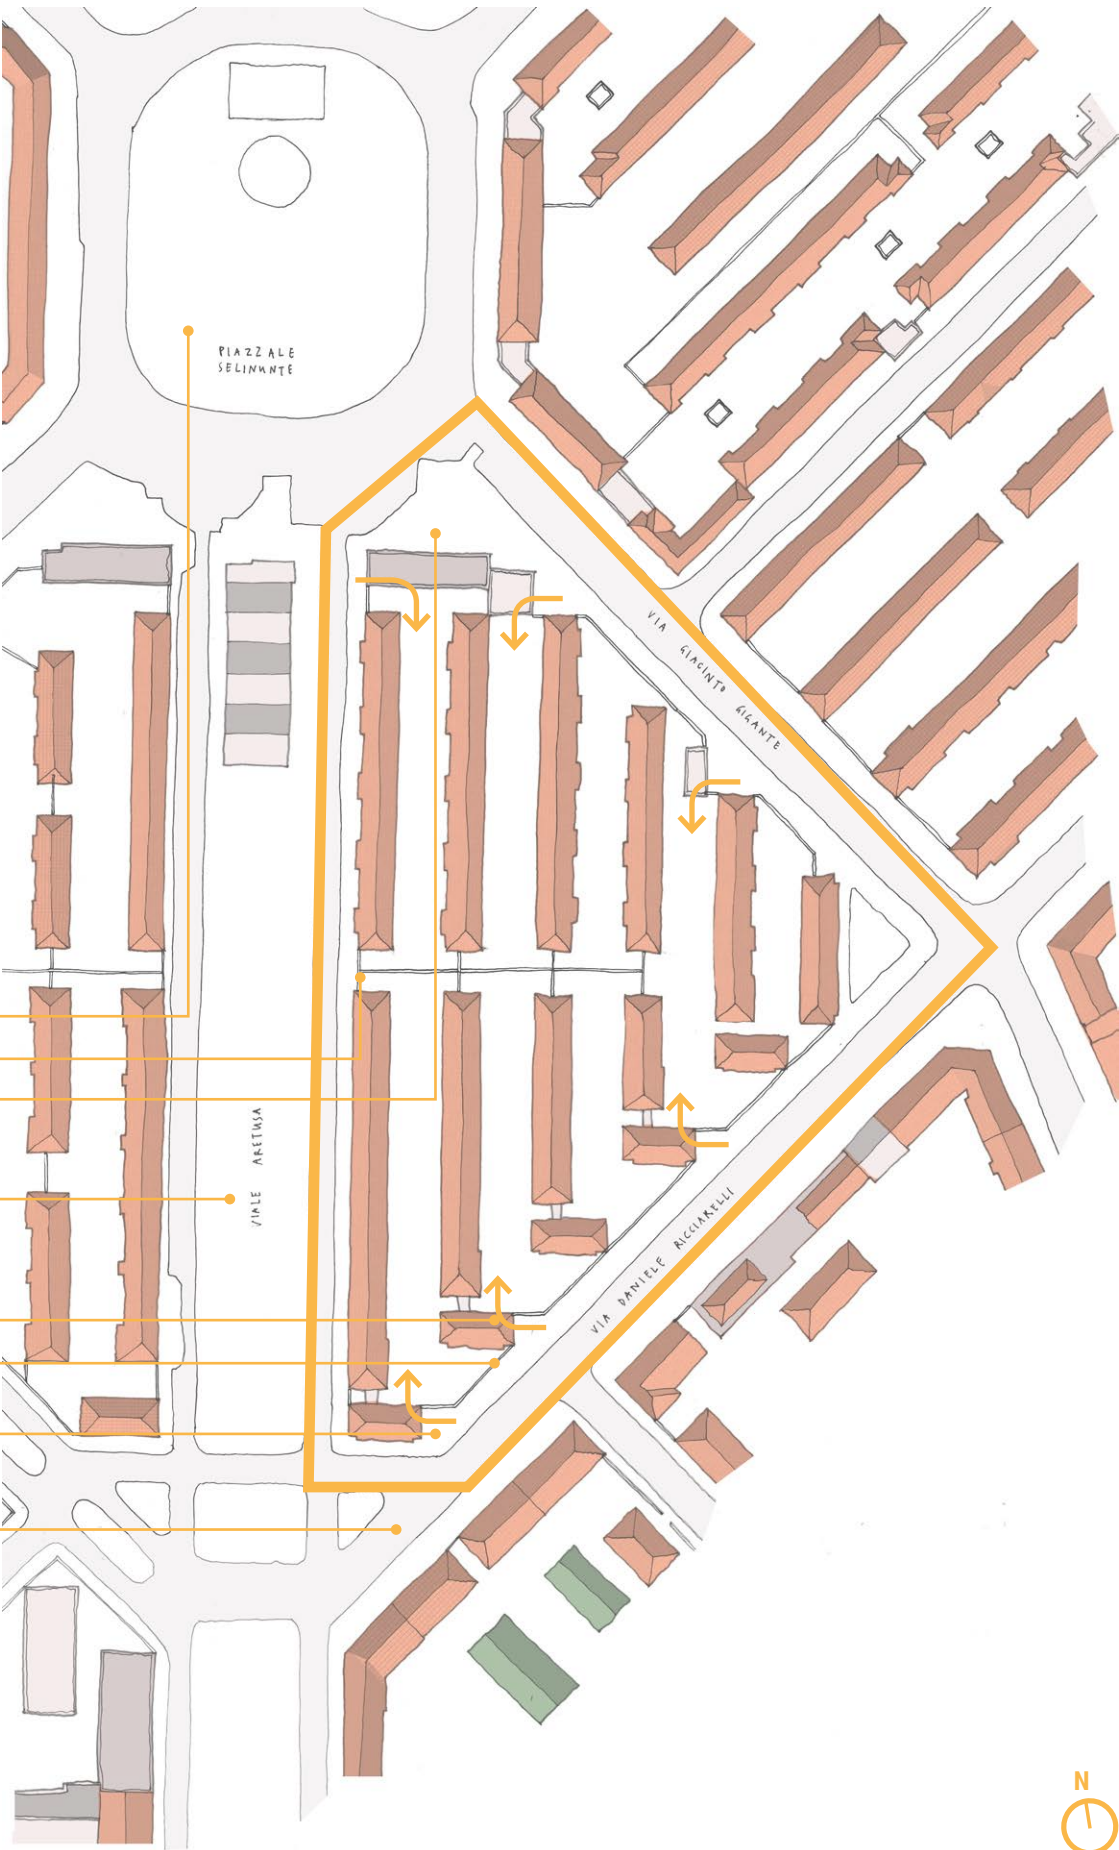 PIAZZALE
SELINUNTE
VIA GIACINTO GIGANTE
VIALE ARETUSA
VIA DANIELE RICCIARELLI
N